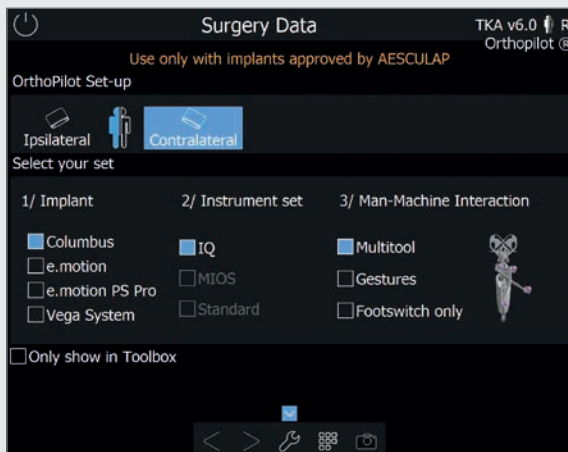 Surgery Data
TKA v6.0 R
Orthopilot ®
Use only with implants approved by AESCULAP
OrthoPilot Set-up
Ipsilateral
Contralateral
Select your set
1/ Implant
2/ Instrument set
3/ Man-Machine Interaction
Columbus
IQ
Multitool
e.motion
MIOS
Gestures
e.motion PS Pro
Standard
Footswitch only
Vega System
Only show in Toolbox